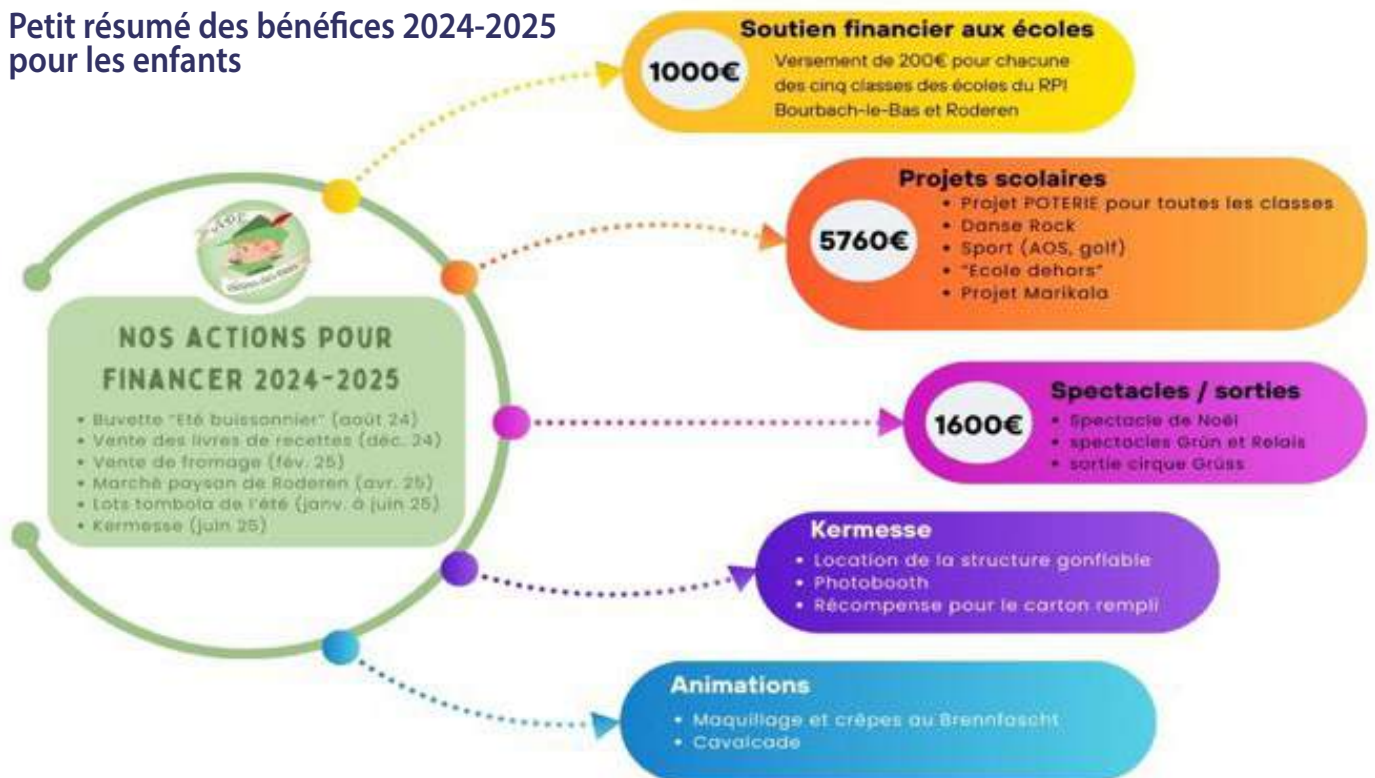 Petit résumé des bénéfices 2024-2025
pour les enfants
Soutien financier aux écoles
1000€
Versement de 200€ pour chacune
des cinq classes des écoles du RPI
Bourbach-le-Bas et Roderen
Projets scolaires
5760€
• Projet POTERIE pour toutes les classes
• Danse Rock
• Sport (AOS, golf)
• "Ecole dehors"
• Projet Marikala
NOS ACTIONS POUR
FINANCER 2024-2025
• Buvette "Eté buissonnier" (août 24)
• Vente des livres de recettes (déc. 24)
• Vente de fromage (fév. 25)
• Marché paysan de Roderen (avr. 25)
• Lots tombola de l'été (janv. à juin 25)
• Kermesse (juin 25)
Spectacles / sorties
1600€
• Spectacle de Noël
• spectacles Grün et Relais
• sortie cirque Grüss
Kermesse
• Location de la structure gonflable
• Photobooth
• Récompense pour le carton rempli
Animations
• Maquillage et crêpes au Brennfascht
• Cavalcade